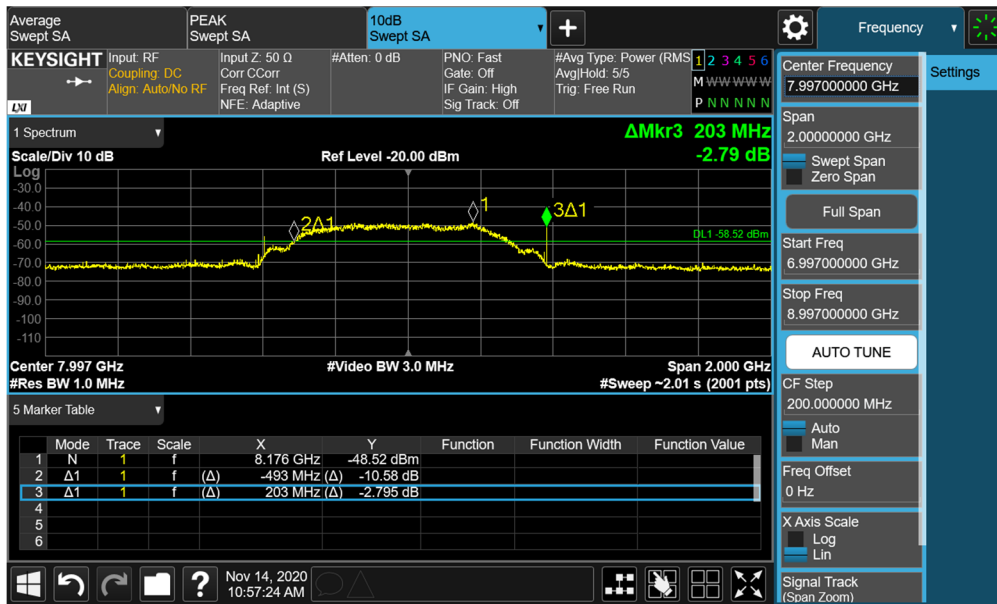 Average
Swept SA
PEAK
Swept SA
10dB
Swept SA
Frequency
KEYSIGHT
LXI
Input: RF
Coupling: DC
Align: Auto/No RF
Input Z: 50 Ω
Corr CCorr
Freq Ref: Int (S)
NFE: Adaptive
#Atten: 0 dB
PNO: Fast
Gate: Off
IF Gain: High
Sig Track: Off
#Avg Type: Power (RMS
Avg|Hold: 5/5
Trig: Free Run
1 2 3 4 5 6
M W W W W W
P N N N N N
Center Frequency
7.997000000 GHz
Settings
1 Spectrum
ΔMkr3 203 MHz
Scale/Div 10 dB
Ref Level -20.00 dBm
-2.79 dB
Span
2.00000000 GHz
Swept Span
Zero Span
Full Span
Log
-30.0
-40.0
-50.0
-60.0
-70.0
-80.0
-90.0
-100
-110
2Δ1
1
3Δ1
DL1 -58.52 dBm
Start Freq
6.997000000 GHz
Stop Freq
8.997000000 GHz
AUTO TUNE
Center 7.997 GHz
#Video BW 3.0 MHz
Span 2.000 GHz
#Res BW 1.0 MHz
#Sweep ~2.01 s (2001 pts)
CF Step
200.000000 MHz
Auto
Man
5 Marker Table
Mode Trace Scale X Y Function Function Width Function Value
1 N 1 f 8.176 GHz -48.52 dBm
2 Δ1 1 f (Δ) -493 MHz (Δ) -10.58 dB
3 Δ1 1 f (Δ) 203 MHz (Δ) -2.795 dB
4
5
6
Freq Offset
0 Hz
X Axis Scale
Log
Lin
Signal Track
(Span Zoom)
?
Nov 14, 2020
10:57:24 AM